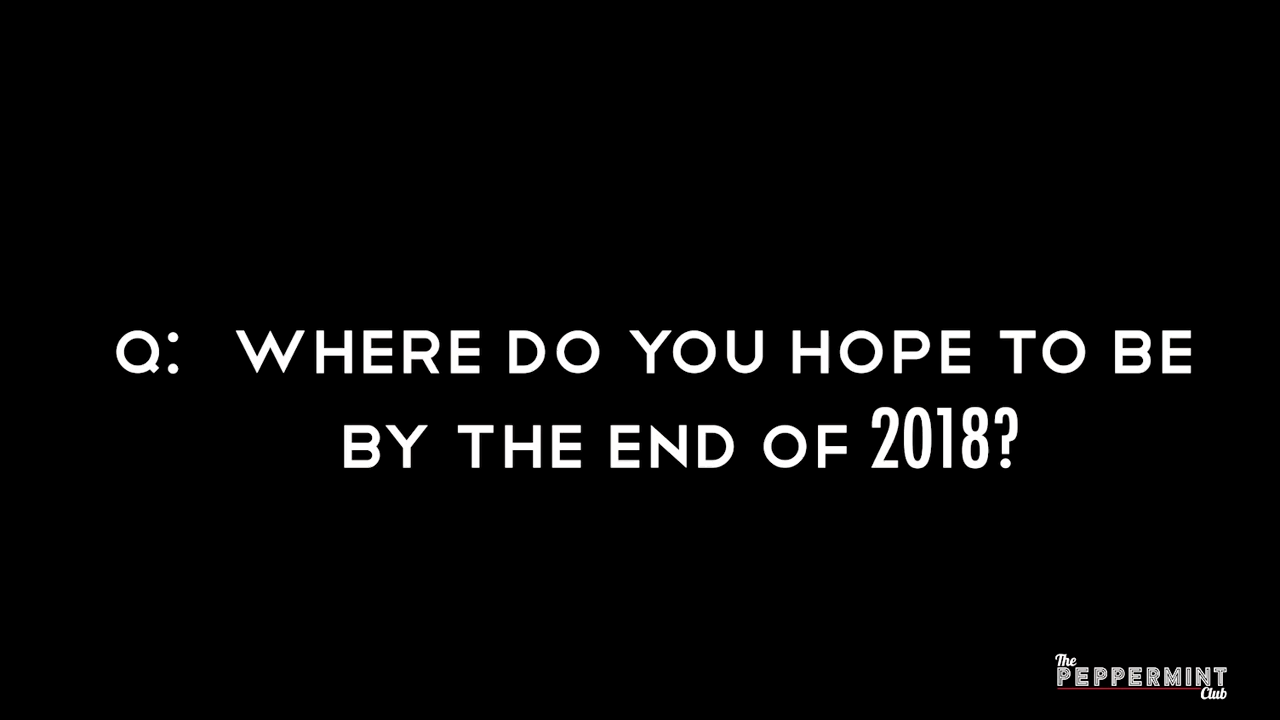 Q: WHERE DO YOU HOPE TO BE
BY THE END OF 2018?
The
PEPPERMINT
Club